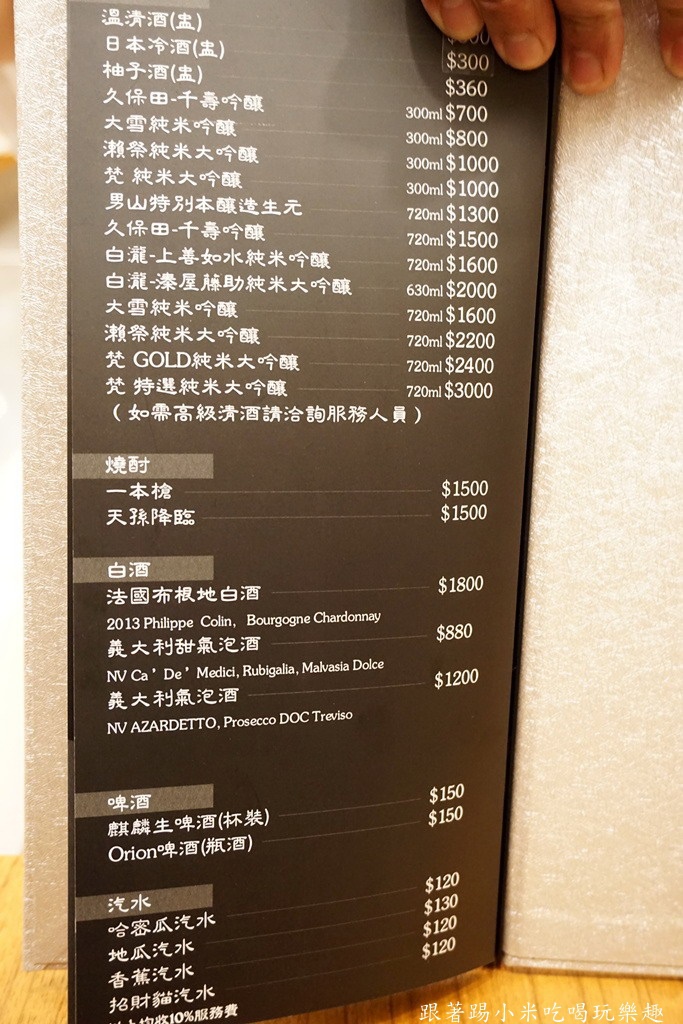 溫清酒(盅)
日本冷酒(盅) $300
柚子酒(盅) $360
久保田-千壽吟釀 300ml $700
大雪純米吟釀 300ml $800
瀨祭純米大吟釀 300ml $1000
梵 純米大吟釀 300ml $1000
男山特別本釀造生元 720ml $1300
久保田-千壽吟釀 720ml $1500
白瀧-上善如水純米吟釀 720ml $1600
白瀧-溱屋藤助純米大吟釀 630ml $2000
大雪純米吟釀 720ml $1600
瀨祭純米大吟釀 720ml $2200
梵 GOLD純米大吟釀 720ml $2400
梵 特選純米大吟釀 720ml $3000
（如需高級清酒請洽詢服務人員）
燒酎
一本槍 $1500
天孫降臨 $1500
白酒
法國布根地白酒 $1800
2013 Philippe Colin, Bourgogne Chardonnay
義大利甜氣泡酒 $880
NV Ca’De’Medici, Rubigalia, Malvasia Dolce
義大利氣泡酒 $1200
NV AZARDETTO, Prosecco DOC Treviso
啤酒
麒麟生啤酒(杯裝) $150
Orion啤酒(瓶酒) $150
汽水
哈密瓜汽水 $120
地瓜汽水 $130
香蕉汽水 $120
招財貓汽水 $120
以上均收10%服務費
跟著踢小米吃喝玩樂趣